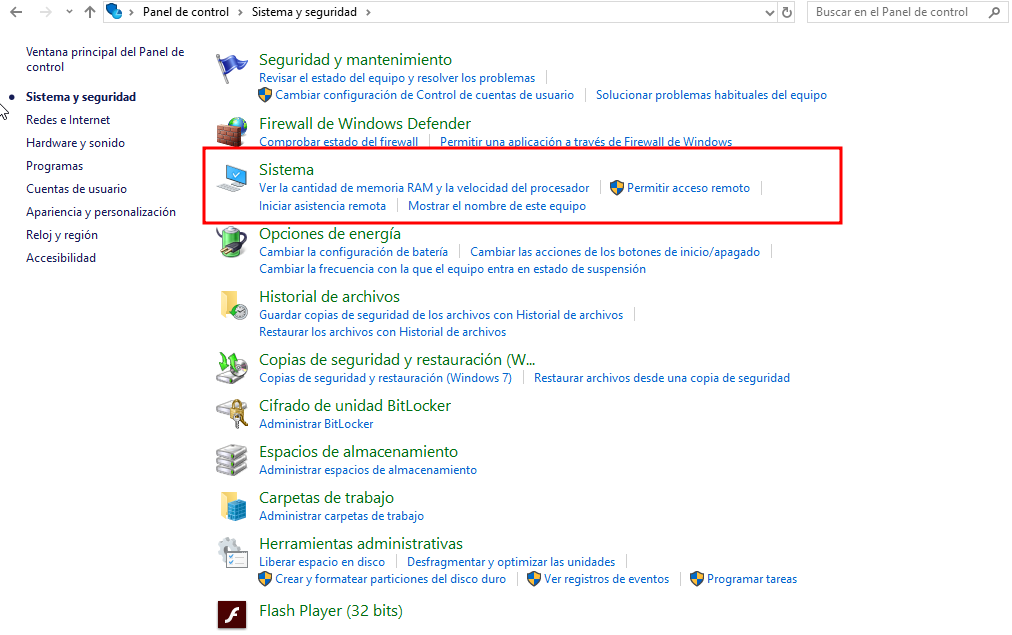 Panel de control > Sistema y seguridad >
Buscar en el Panel de control
Ventana principal del Panel de
control
Sistema y seguridad
Redes e Internet
Hardware y sonido
Programas
Cuentas de usuario
Apariencia y personalización
Reloj y región
Accesibilidad
Seguridad y mantenimiento
Revisar el estado del equipo y resolver los problemas
Cambiar configuración de Control de cuentas de usuario | Solucionar problemas habituales del equipo
Firewall de Windows Defender
Comprobar estado del firewall | Permitir una aplicación a través de Firewall de Windows
Sistema
Ver la cantidad de memoria RAM y la velocidad del procesador | Permitir acceso remoto
Iniciar asistencia remota | Mostrar el nombre de este equipo
Opciones de energía
Cambiar la configuración de batería | Cambiar las acciones de los botones de inicio/apagado
Cambiar la frecuencia con la que el equipo entra en estado de suspensión
Historial de archivos
Guardar copias de seguridad de los archivos con Historial de archivos
Restaurar los archivos con Historial de archivos
Copias de seguridad y restauración (W...
Copias de seguridad y restauración (Windows 7) | Restaurar archivos desde una copia de seguridad
Cifrado de unidad BitLocker
Administrar BitLocker
Espacios de almacenamiento
Administrar espacios de almacenamiento
Carpetas de trabajo
Administrar carpetas de trabajo
Herramientas administrativas
Liberar espacio en disco | Desfragmentar y optimizar las unidades
Crear y formatear particiones del disco duro | Ver registros de eventos | Programar tareas
Flash Player (32 bits)